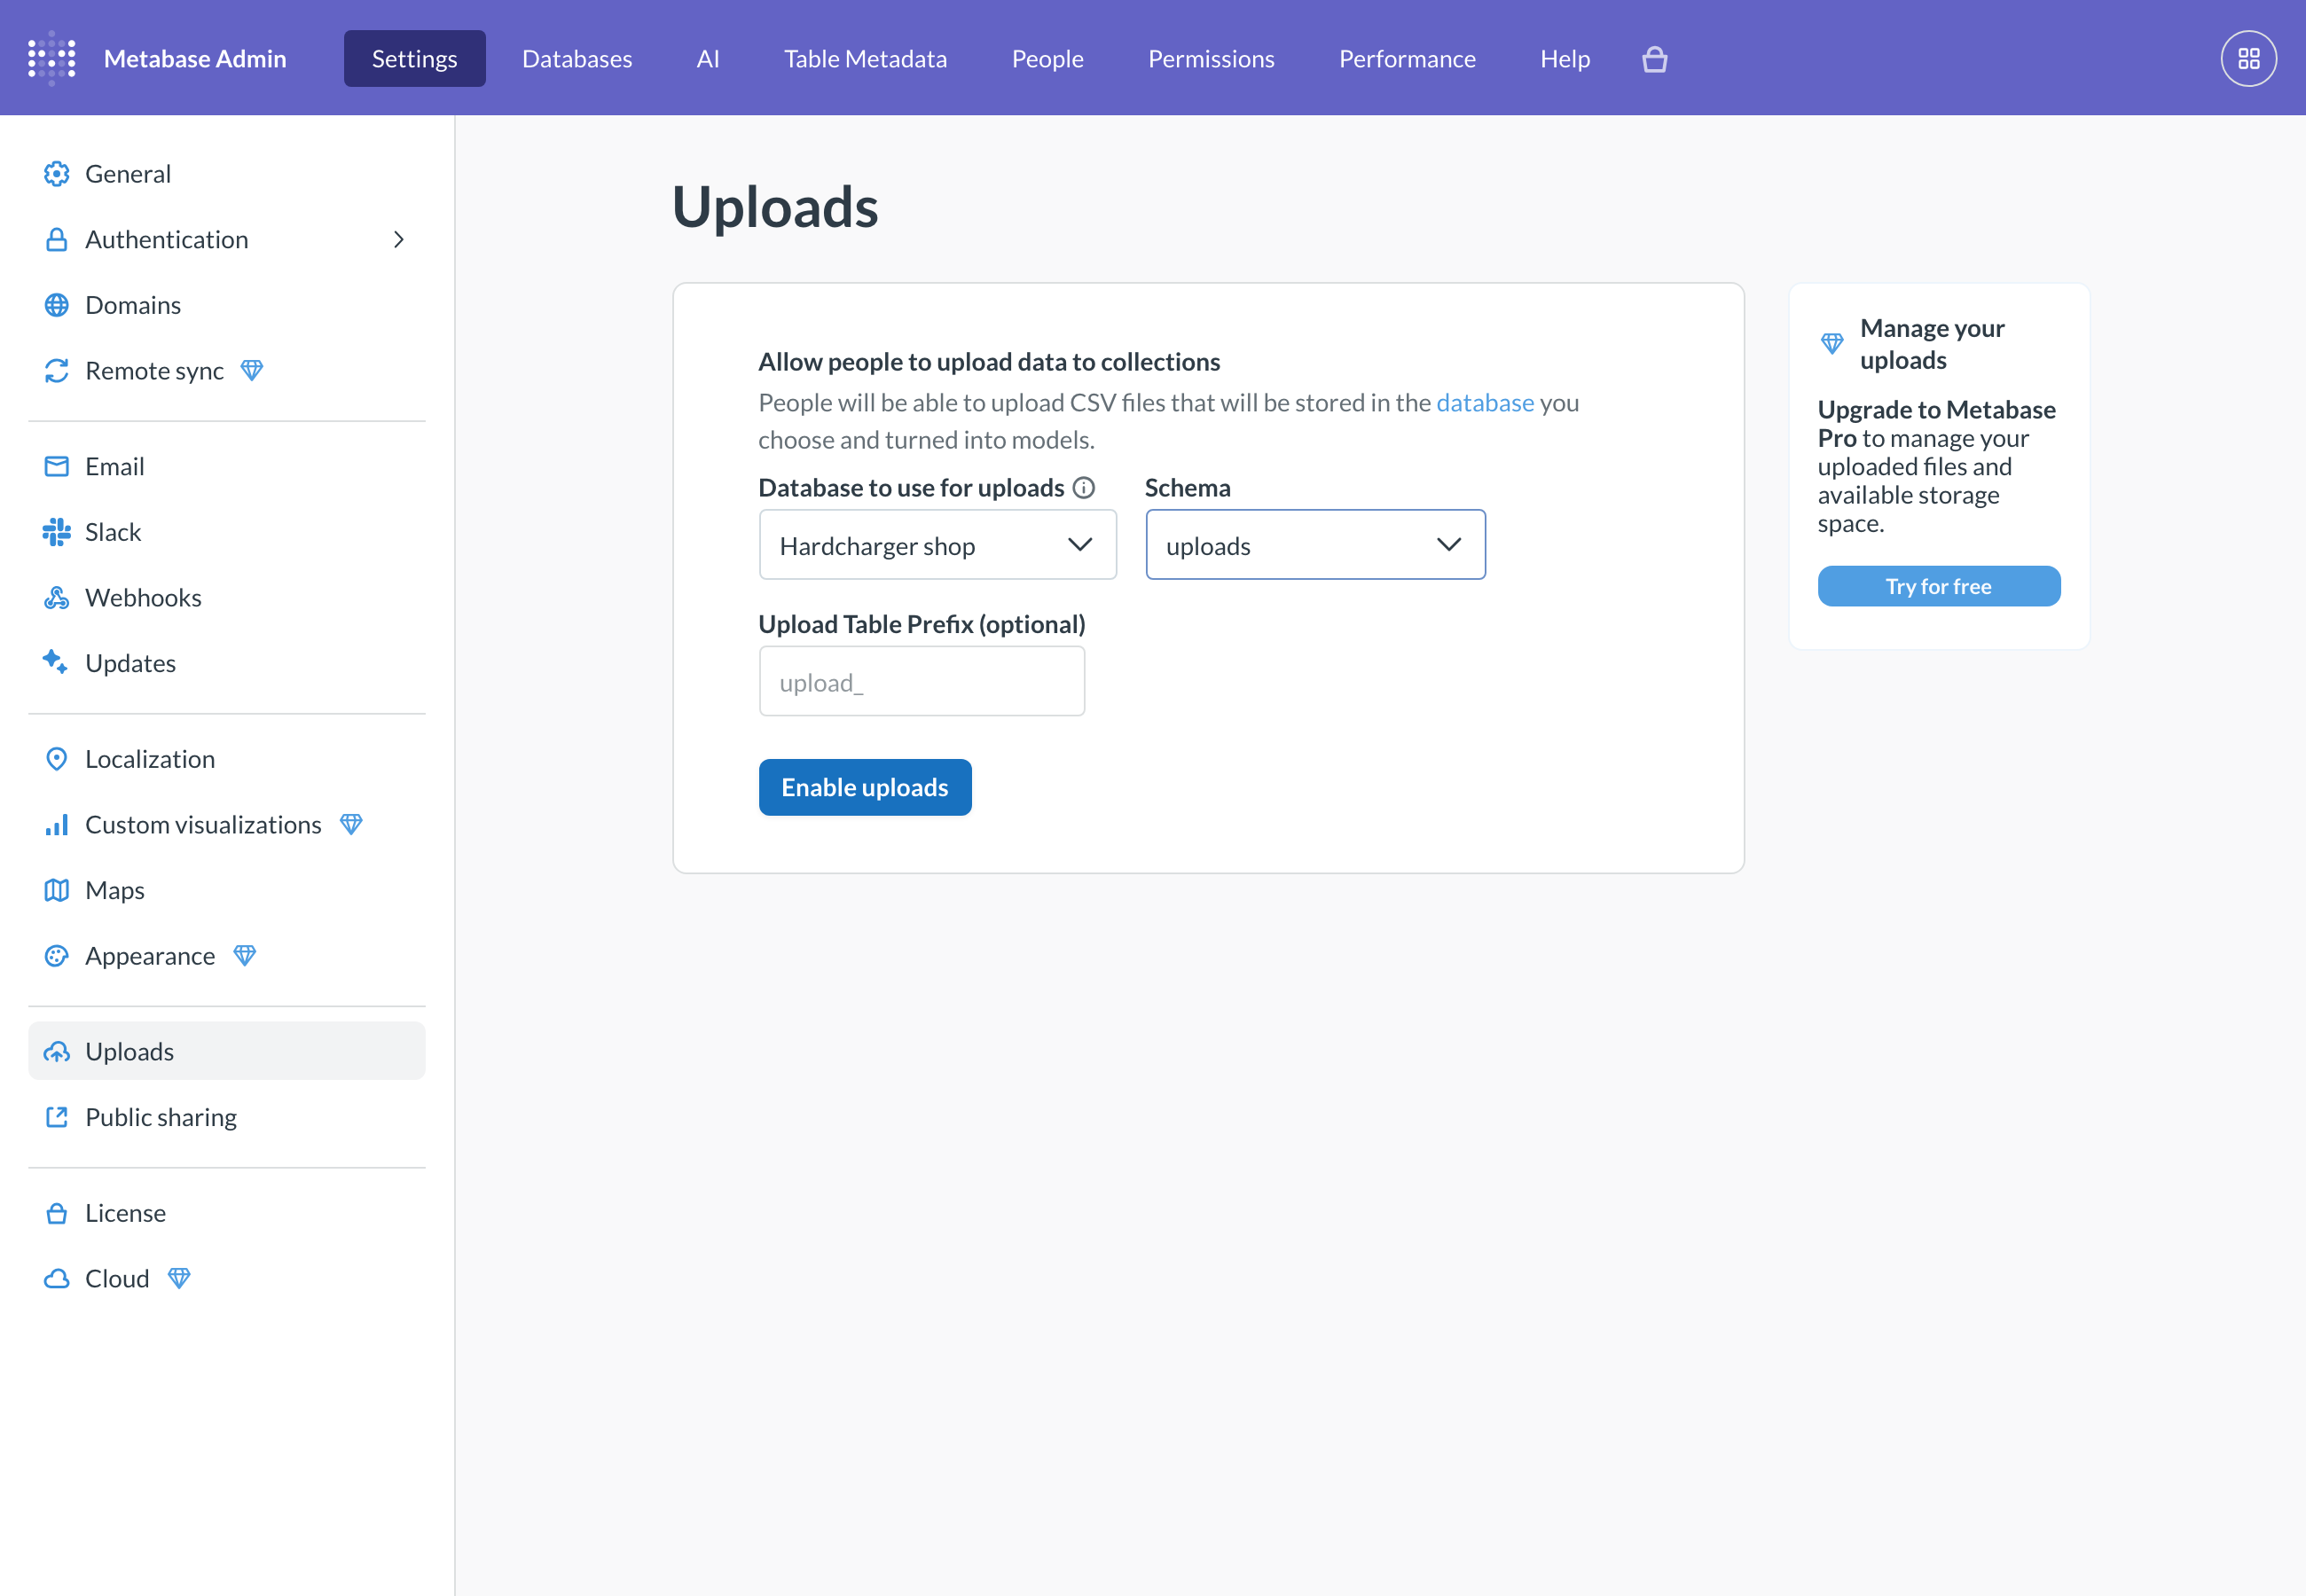 Metabase Admin
Settings
Databases
AI
Table Metadata
People
Permissions
Performance
Help
General
Authentication
Domains
Remote sync
Email
Slack
Webhooks
Updates
Localization
Custom visualizations
Maps
Appearance
Uploads
Public sharing
License
Cloud
Uploads
Allow people to upload data to collections
People will be able to upload CSV files that will be stored in the database you
choose and turned into models.
Database to use for uploads
Schema
Hardcharger shop
uploads
Upload Table Prefix (optional)
upload_
Enable uploads
Manage your
uploads
Upgrade to Metabase
Pro to manage your
uploaded files and
available storage
space.
Try for free